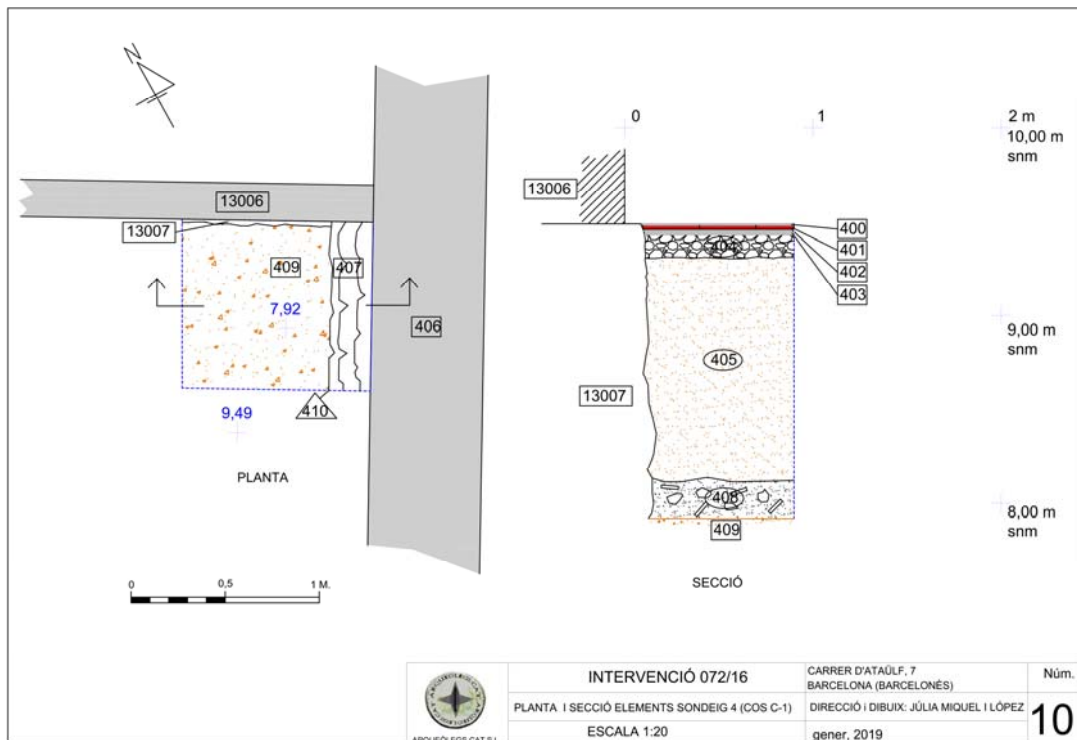 N
13006
13007
409
407
7,92
406
410
9,49
PLANTA
0 0,5 1 M.
0 1 2 m
10,00 m
snm
13006
400
404
401
402
403
9,00 m
snm
405
13007
408
8,00 m
snm
409
SECCIÓ
INTERVENCIÓ 072/16
PLANTA I SECCIÓ ELEMENTS SONDEIG 4 (COS C-1)
ESCALA 1:20
CARRER D'ATAÜLF, 7
BARCELONA (BARCELONÈS)
DIRECCIÓ i DIBUIX: JÚLIA MIQUEL I LÓPEZ
gener, 2019
Núm.
10